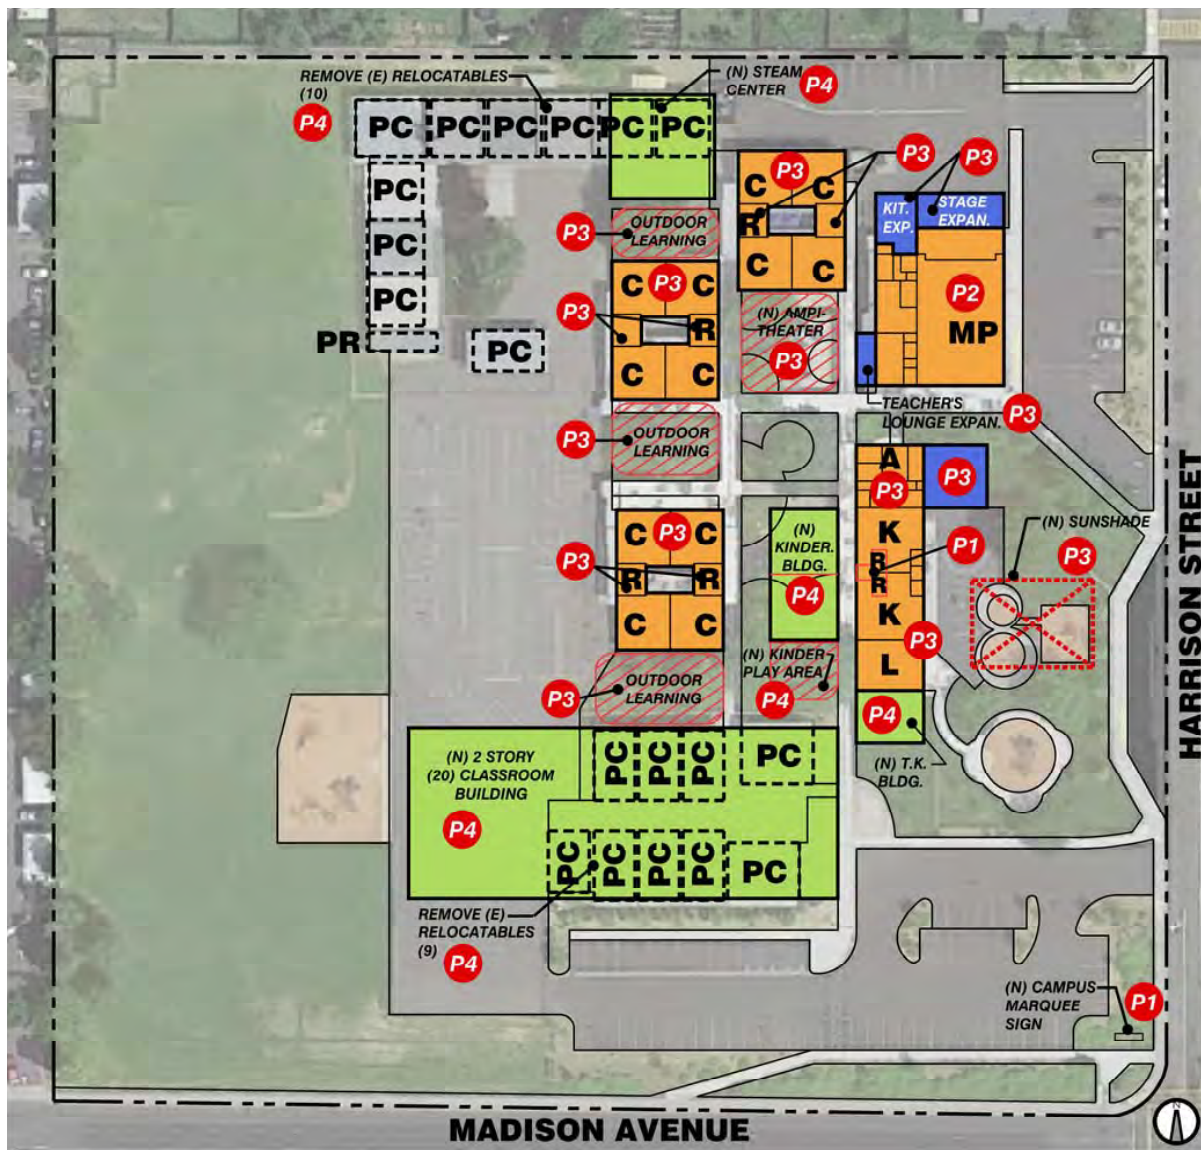 REMOVE (E) RELOCATABLES
(10)
P4
(N) STEAM
CENTER
P4
PC PC PC PC PC PC
PC
PC
PC
PR
PC
P3
OUTDOOR
LEARNING
C P3 C
R
C C
P3
P3
KIT.
EXP.
STAGE
EXPAN.
P2
MP
C P3 C
P3
R
C C
(N) AMPI-
THEATER
P3
TEACHER'S
LOUNGE EXPAN.
P3
P3
OUTDOOR
LEARNING
A
P3
P3
K
R
R
K
L
P1
(N) SUNSHADE
P3
C P3 C
P3
R R
C C
(N)
KINDER.
BLDG.
P4
P3
(N) KINDER
PLAY AREA
P4
P3
OUTDOOR
LEARNING
P4
(N) T.K.
BLDG.
(N) 2 STORY
(20) CLASSROOM
BUILDING
P4
PC PC PC PC
PC PC PC PC PC
REMOVE (E)
RELOCATABLES
(9)
P4
(N) CAMPUS
MARQUEE
SIGN
P1
HARRISON STREET
MADISON AVENUE
N